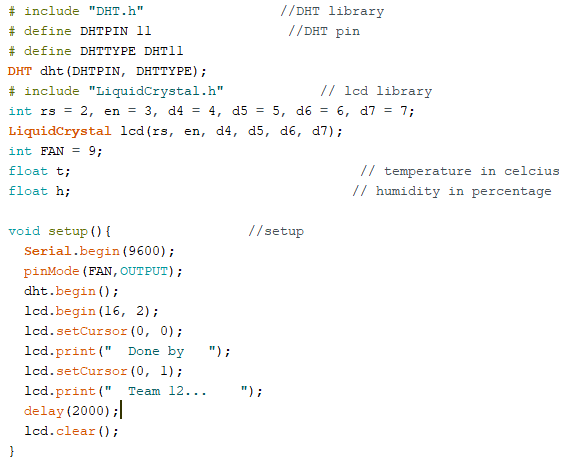 # include "DHT.h"                 //DHT library
# define DHTPIN 11                 //DHT pin
# define DHTTYPE DHT11
DHT dht(DHTPIN, DHTTYPE);
# include "LiquidCrystal.h"            // lcd library
int rs = 2, en = 3, d4 = 4, d5 = 5, d6 = 6, d7 = 7;
LiquidCrystal lcd(rs, en, d4, d5, d6, d7);
int FAN = 9;
float t;                                    // temperature in celcius
float h;                                   // humidity in percentage

void setup(){                 //setup
  Serial.begin(9600);
  pinMode(FAN,OUTPUT);
  dht.begin();
  lcd.begin(16, 2);
  lcd.setCursor(0, 0);
  lcd.print("  Done by   ");
  lcd.setCursor(0, 1);
  lcd.print("  Team 12...    ");
  delay(2000);
  lcd.clear();
}